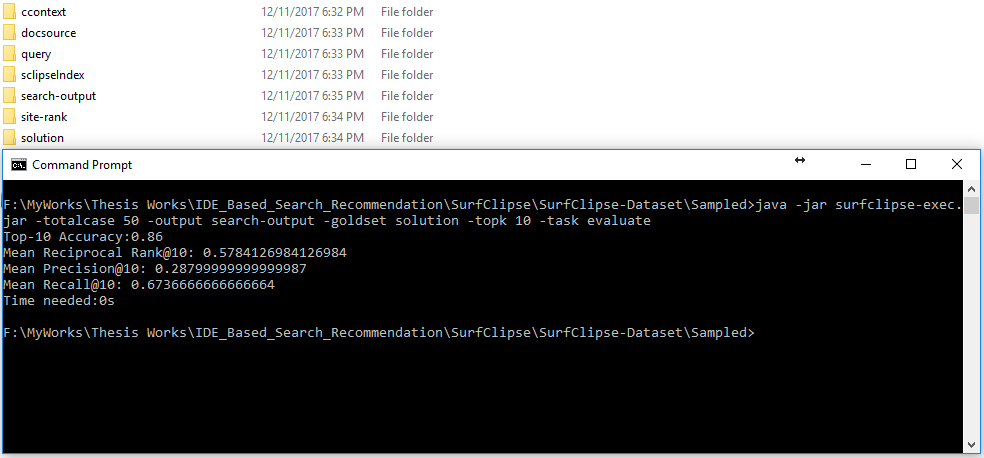 ccontext 12/11/2017 6:32 PM File folder
docsource 12/11/2017 6:33 PM File folder
query 12/11/2017 6:33 PM File folder
sclipseIndex 12/11/2017 6:33 PM File folder
search-output 12/11/2017 6:35 PM File folder
site-rank 12/11/2017 6:34 PM File folder
solution 12/11/2017 6:34 PM File folder
C:\. Command Prompt
F:\MyWorks\Thesis Works\IDE_Based_Search_Recommendation\SurfClipse\SurfClipse-Dataset\Sampled>java -jar surfclipse-exec.
jar -totalcase 50 -output search-output -goldset solution -topk 10 -task evaluate
Top-10 Accuracy:0.86
Mean Reciprocal Rank@10: 0.5784126984126984
Mean Precision@10: 0.28799999999999987
Mean Recall@10: 0.6736666666666664
Time needed:0s
F:\MyWorks\Thesis Works\IDE_Based_Search_Recommendation\SurfClipse\SurfClipse-Dataset\Sampled>